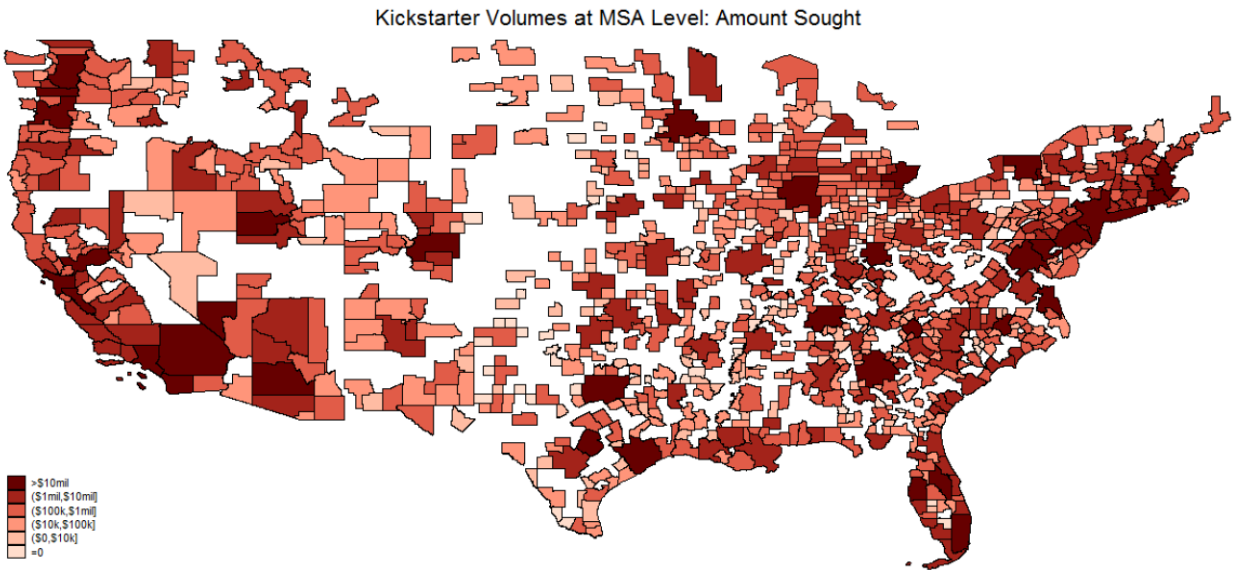 Kickstarter Volumes at MSA Level: Amount Sought
>$10mil
($1mil,$10mil]
($100k,$1mil]
($10k,$100k]
($0,$10k]
=0